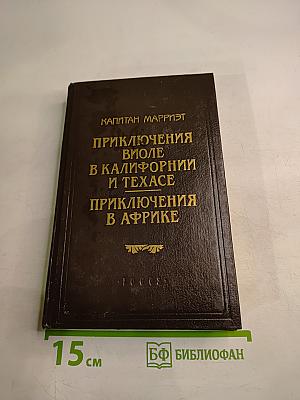 КАПИТАН МАРРИЭТ
ПРИКЛЮЧЕНИЯ
ВИОЛЕ
В КАЛИФОРНИИ
И ТЕХАСЕ
ПРИКЛЮЧЕНИЯ
В АФРИКЕ
15 см
БФ БИБЛИОФАН